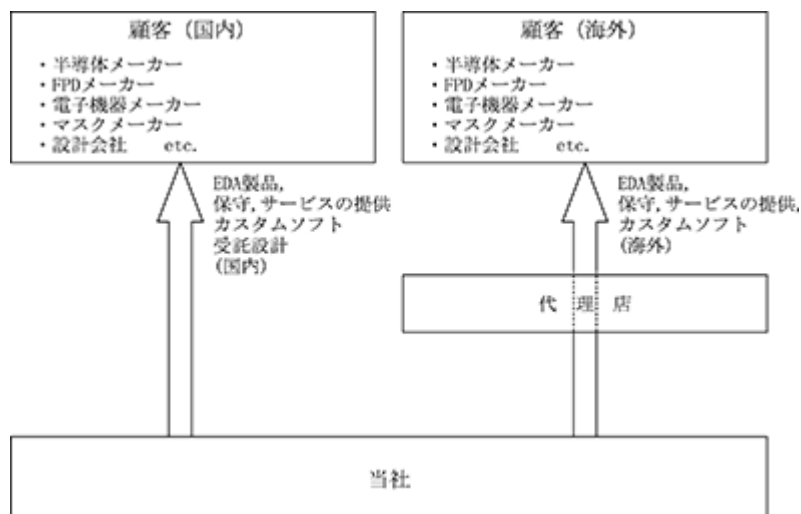 顧客（国内）
・半導体メーカー
・FPDメーカー
・電子機器メーカー
・マスクメーカー
・設計会社　etc.
顧客（海外）
・半導体メーカー
・FPDメーカー
・電子機器メーカー
・マスクメーカー
・設計会社　etc.
EDA製品,
保守,サービスの提供
カスタムソフト
受託設計
(国内)
EDA製品,
保守,サービスの提供,
カスタムソフト
(海外)
代 理 店
当社